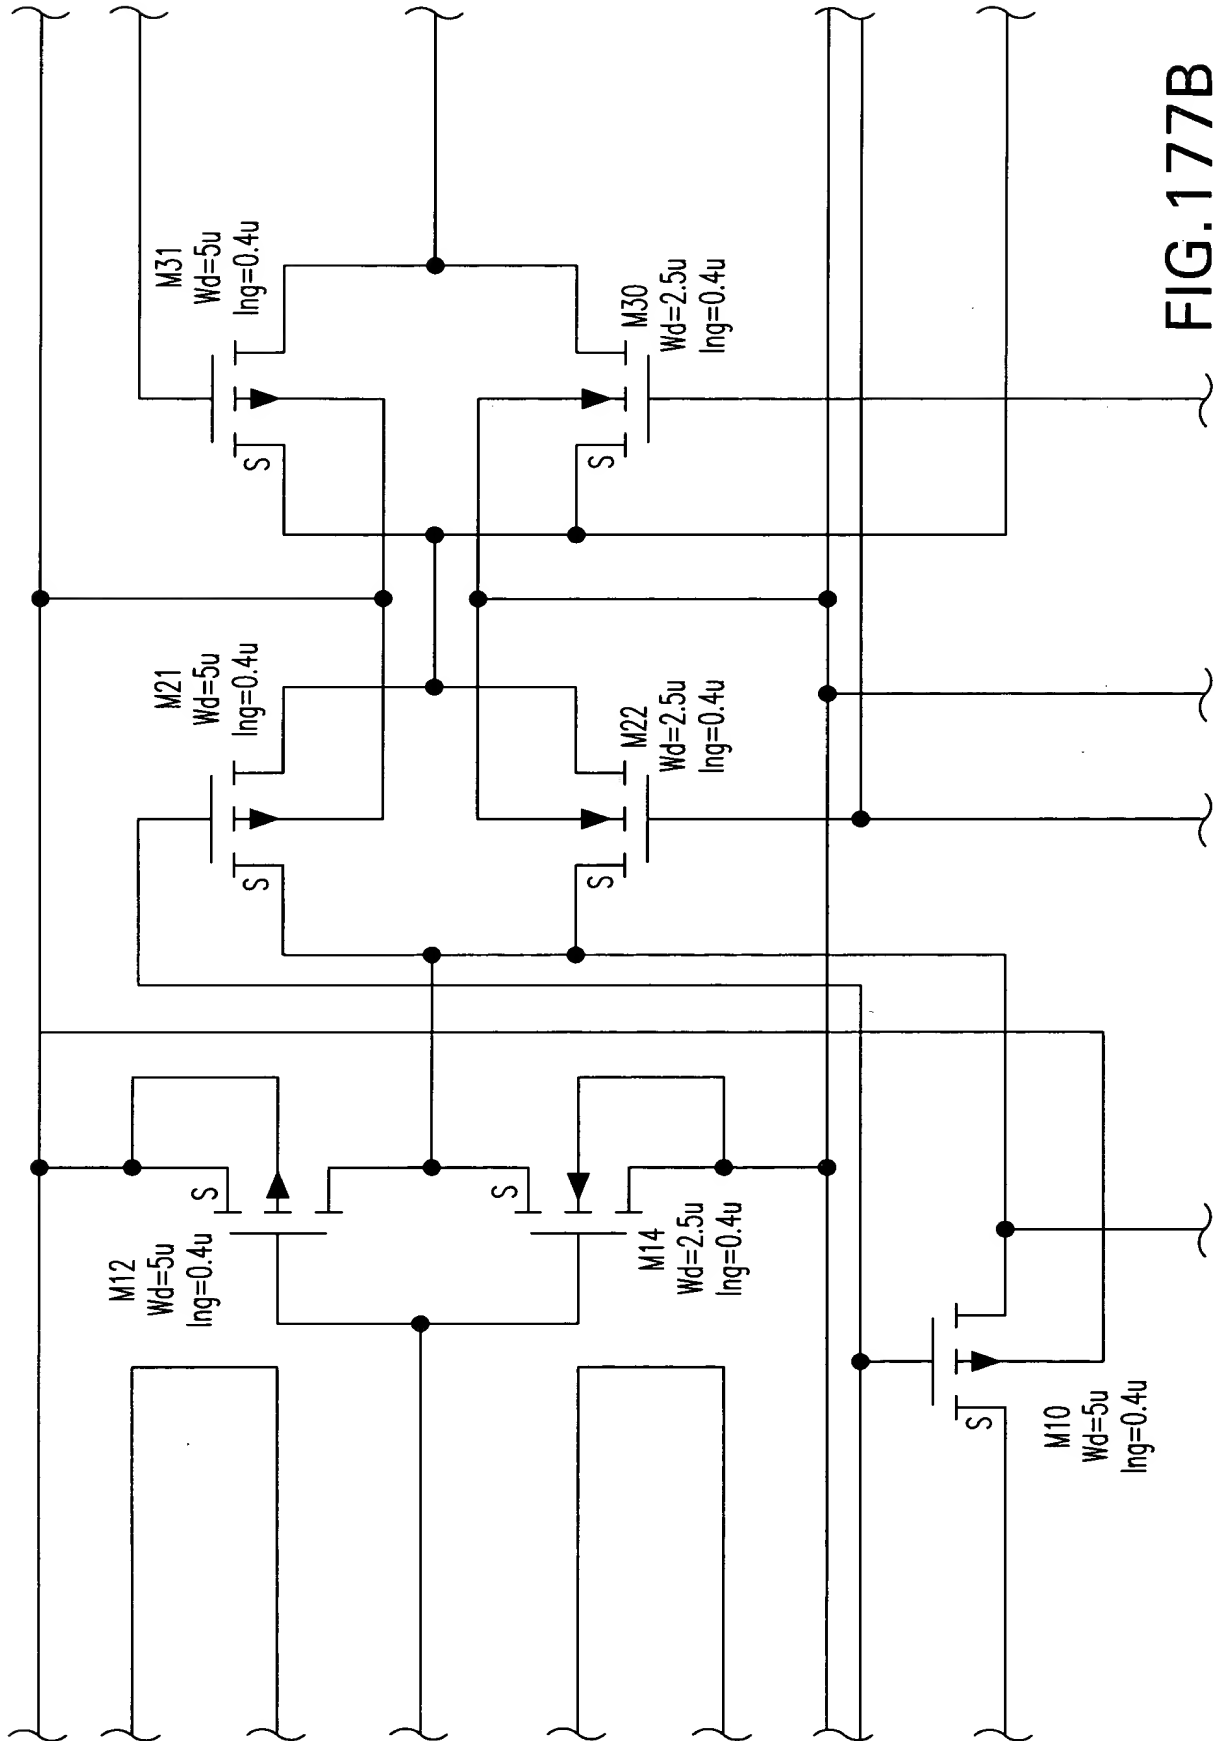 M12
Wd=5u
lng=0.4u
S
S
M14
Wd=2.5u
lng=0.4u
M21
Wd=5u
lng=0.4u
S
S
M22
Wd=2.5u
lng=0.4u
M31
Wd=5u
lng=0.4u
S
S
M30
Wd=2.5u
lng=0.4u
S
M10
Wd=5u
lng=0.4u
FIG.177B